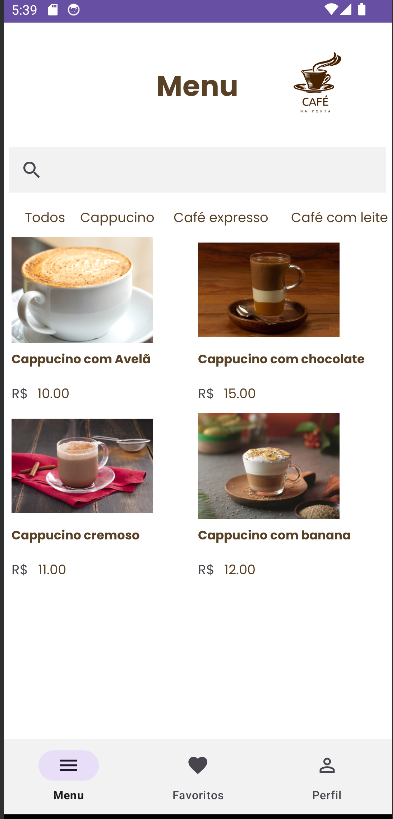 5:39
Menu
CAFÉ
NA PORTA
Todos Cappucino Café expresso Café com leite
Cappucino com Avelã Cappucino com chocolate
R$ 10.00 R$ 15.00
Cappucino cremoso Cappucino com banana
R$ 11.00 R$ 12.00
Menu Favoritos Perfil